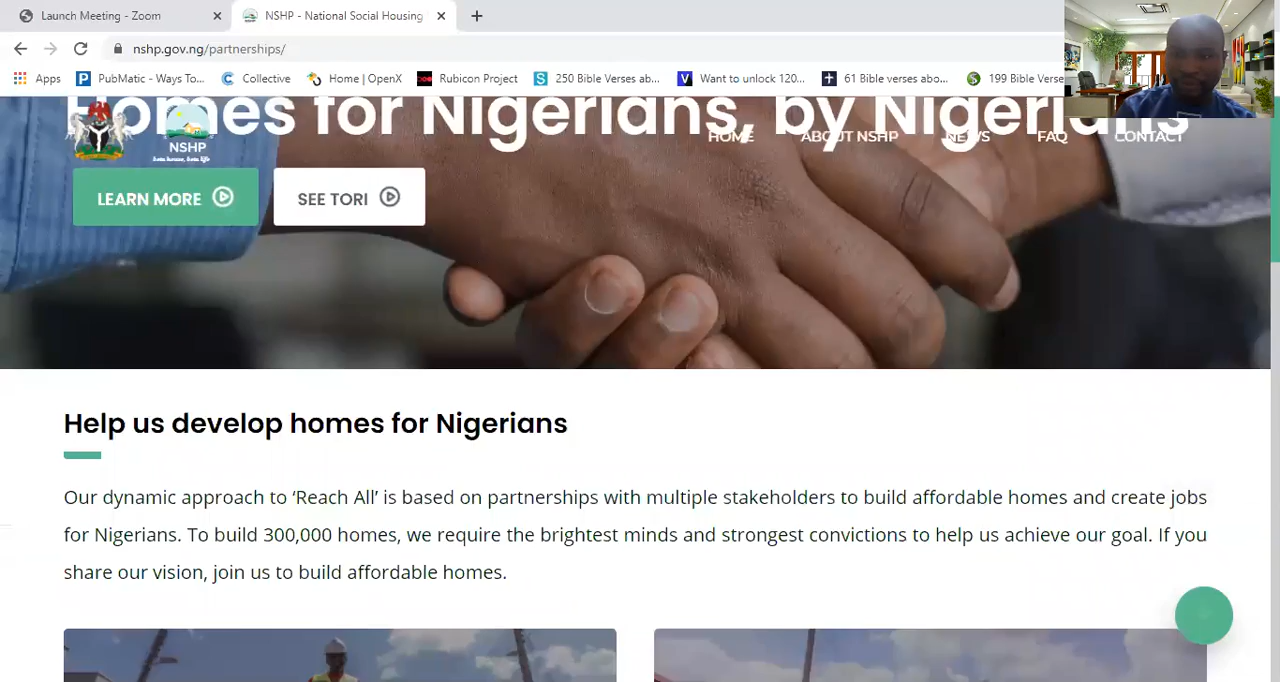 Launch Meeting - Zoom
NSHP - National Social Housing
nshp.gov.ng/partnerships/
Apps
PubMatic - Ways To...
Collective
Home | OpenX
Rubicon Project
250 Bible Verses ab...
Want to unlock 120...
61 Bible verses abo...
199 Bible Verse
Homes for Nigerians, by Nigerians
NSHP
HOME
ABOUT NSHP
NEWS
FAQ
CONTACT
LEARN MORE
SEE TORI
Help us develop homes for Nigerians
Our dynamic approach to ‘Reach All’ is based on partnerships with multiple stakeholders to build affordable homes and create jobs
for Nigerians. To build 300,000 homes, we require the brightest minds and strongest convictions to help us achieve our goal. If you
share our vision, join us to build affordable homes.